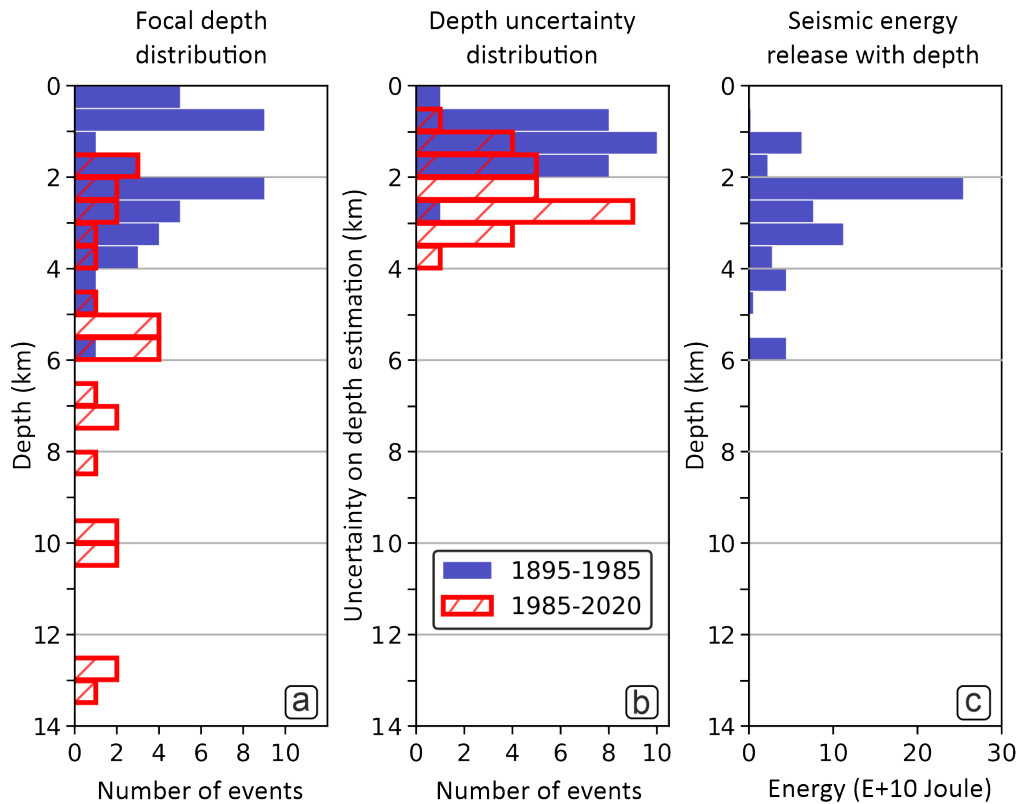 Focal depth
distribution
Depth uncertainty
distribution
Seismic energy
release with depth
0
2
4
6
8
10
12
14
Depth (km)
0 2 4 6 8 10
Number of events
a
0
2
4
6
8
10
12
14
Uncertainty on depth estimation (km)
1895-1985
1985-2020
0 2 4 6 8 10
Number of events
b
0
2
4
6
8
10
12
14
Depth (km)
0 10 20 30
Energy (E+10 Joule)
c